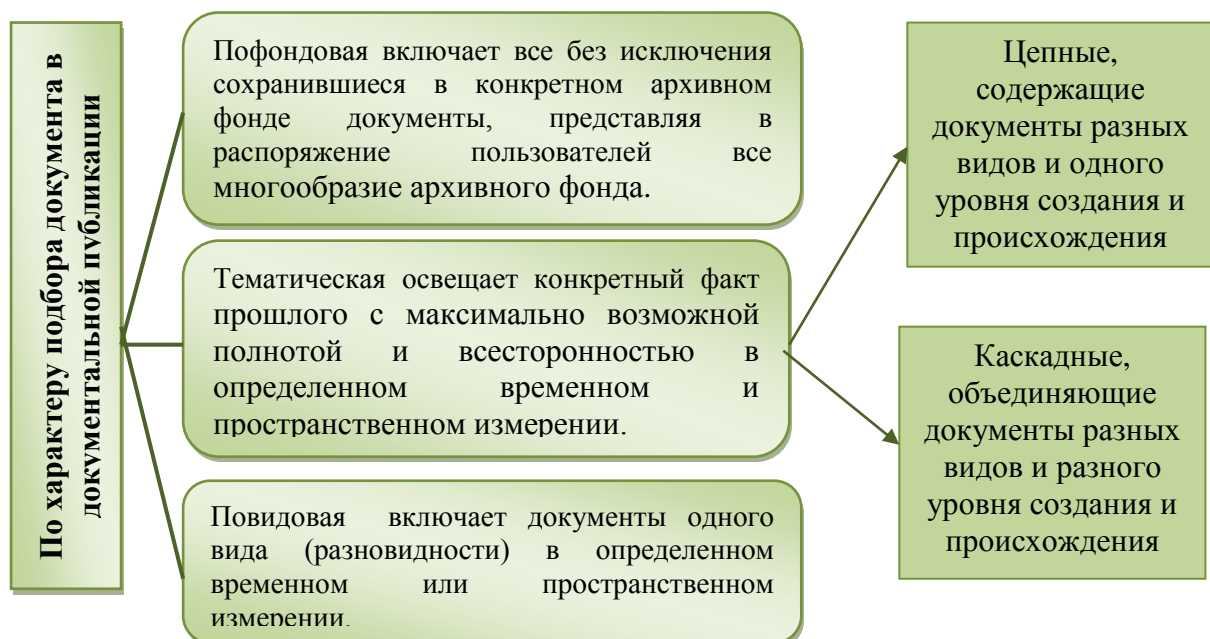 По характеру подбора документа в
документальной публикации
Пофондовая включает все без исключения
сохранившиеся в конкретном архивном
фонде документы, представляя в
распоряжение пользователей все
многообразие архивного фонда.
Тематическая освещает конкретный факт
прошлого с максимально возможной
полнотой и всесторонностью в
определенном временном и
пространственном измерении.
Повидовая включает документы одного
вида (разновидности) в определенном
временном или пространственном
измерении.
Цепные,
содержащие
документы разных
видов и одного
уровня создания и
происхождения
Каскадные,
объединяющие
документы разных
видов и разного
уровня создания и
происхождения